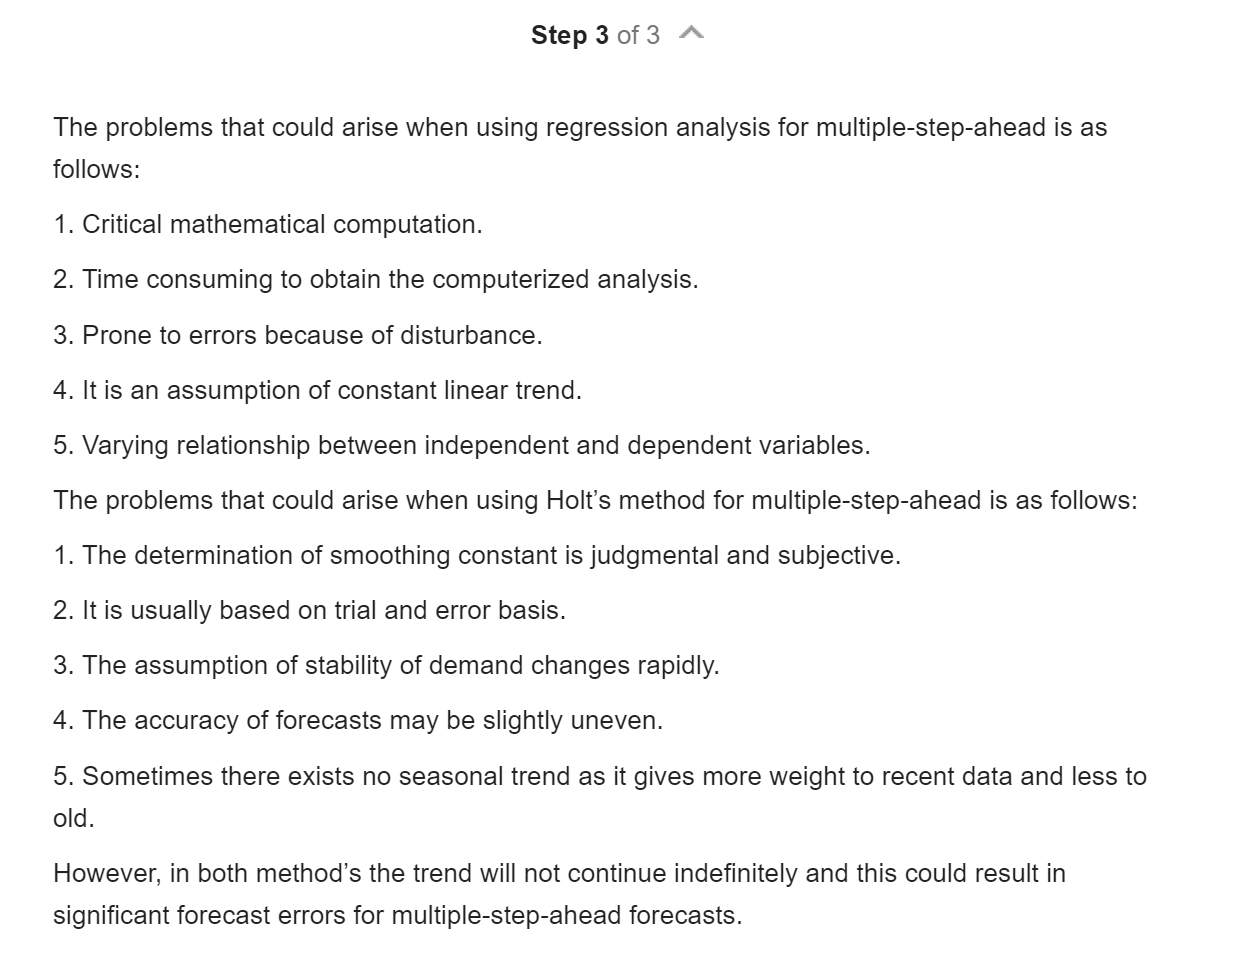 Step 3 of 3
The problems that could arise when using regression analysis for multiple-step-ahead is as
follows:
1. Critical mathematical computation.
2. Time consuming to obtain the computerized analysis.
3. Prone to errors because of disturbance.
4. It is an assumption of constant linear trend.
5. Varying relationship between independent and dependent variables.
The problems that could arise when using Holt’s method for multiple-step-ahead is as follows:
1. The determination of smoothing constant is judgmental and subjective.
2. It is usually based on trial and error basis.
3. The assumption of stability of demand changes rapidly.
4. The accuracy of forecasts may be slightly uneven.
5. Sometimes there exists no seasonal trend as it gives more weight to recent data and less to
old.
However, in both method’s the trend will not continue indefinitely and this could result in
significant forecast errors for multiple-step-ahead forecasts.